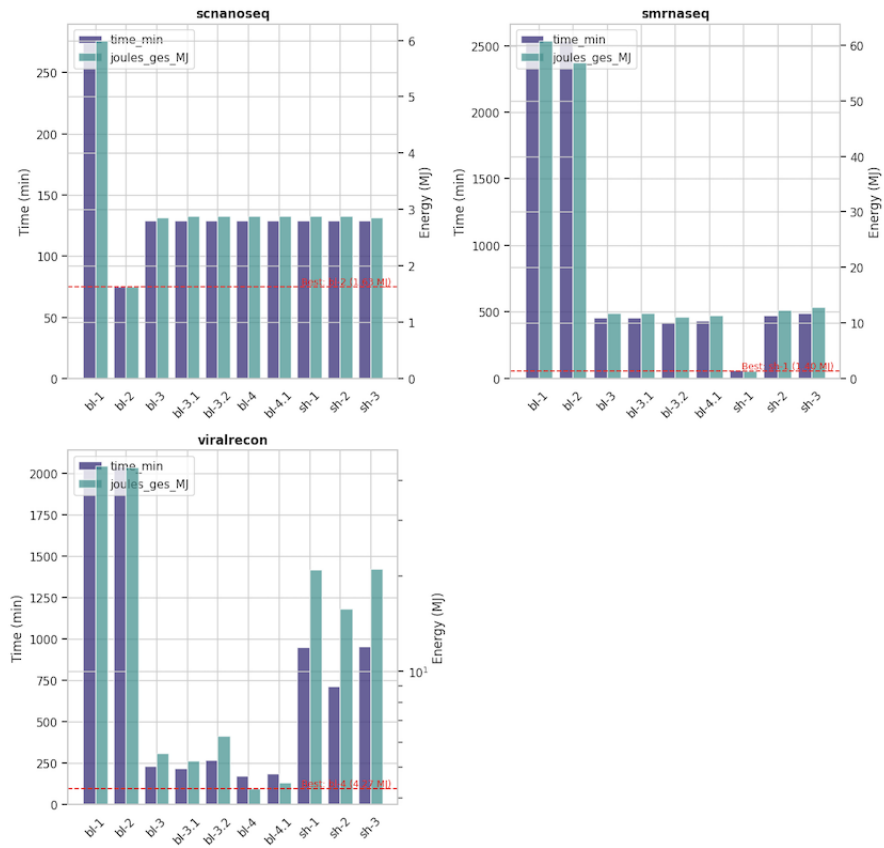 scnanoseq
time_min
joules_ges_MJ
Time (min)
0
50
100
150
200
250
Energy (MJ)
0
1
2
3
4
5
6
bl-1
bl-2
bl-3
bl-3.1
bl-3.2
bl-4
bl-4.1
sh-1
sh-2
sh-3
smrnaseq
time_min
joules_ges_MJ
Time (min)
0
500
1000
1500
2000
2500
Energy (MJ)
0
10
20
30
40
50
60
Best:
bl-1
bl-2
bl-3
bl-3.1
bl-3.2
bl-4.1
sh-1
sh-2
sh-3
viralrecon
time_min
joules_ges_MJ
Time (min)
0
250
500
750
1000
1250
1500
1750
2000
Energy (MJ)
10¹
bl-1
bl-2
bl-3
bl-3.1
bl-3.2
bl-4
bl-4.1
sh-1
sh-2
sh-3